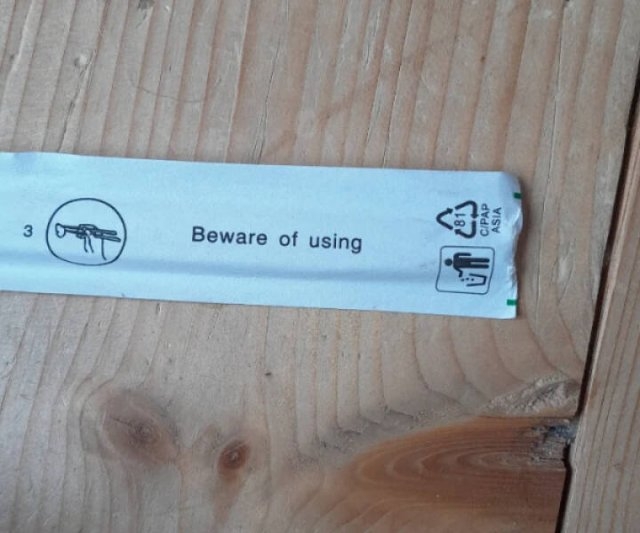 3
Beware of using
81
C/PAP
ASIA